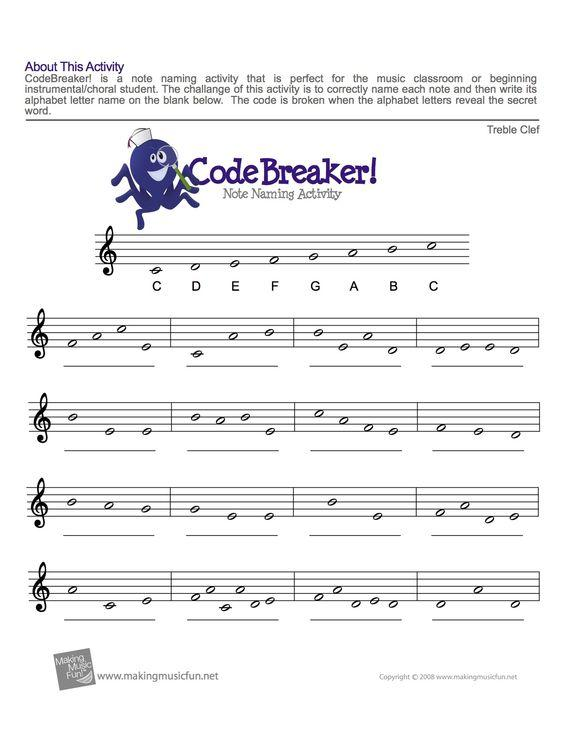 About This Activity
CodeBreaker! is a note naming activity that is perfect for the music classroom or beginning
instrumental/choral student. The challange of this activity is to correctly name each note and then write its
alphabet letter name on the blank below. The code is broken when the alphabet letters reveal the secret
word.
Treble Clef
CodeBreaker!
Note Naming Activity
C D E F G A B C
Making
Music
Fun!
www.makingmusicfun.net
Copyright © 2008 www.makingmusicfun.net